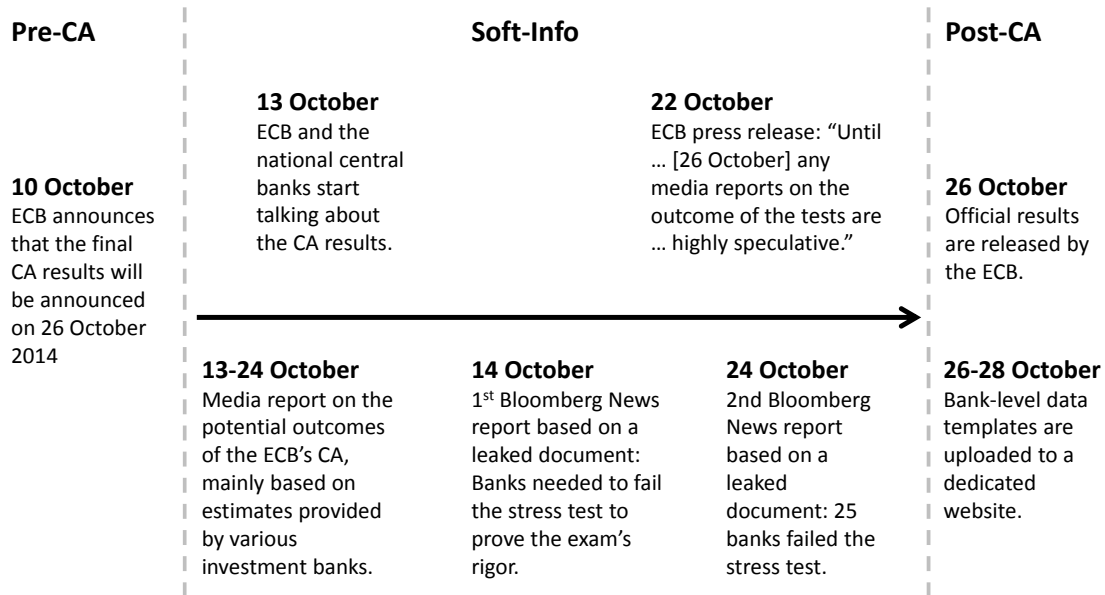 Pre-CA
Soft-Info
Post-CA
10 October
ECB announces
that the final
CA results will
be announced
on 26 October
2014
13 October
ECB and the
national central
banks start
talking about
the CA results.
22 October
ECB press release: “Until
… [26 October] any
media reports on the
outcome of the tests are
… highly speculative.”
13-24 October
Media report on the
potential outcomes
of the ECB’s CA,
mainly based on
estimates provided
by various
investment banks.
14 October
1st Bloomberg News
report based on a
leaked document:
Banks needed to fail
the stress test to
prove the exam’s
rigor.
24 October
2nd Bloomberg
News report
based on a
leaked
document: 25
banks failed the
stress test.
26 October
Official results
are released by
the ECB.
26-28 October
Bank-level data
templates are
uploaded to a
dedicated
website.